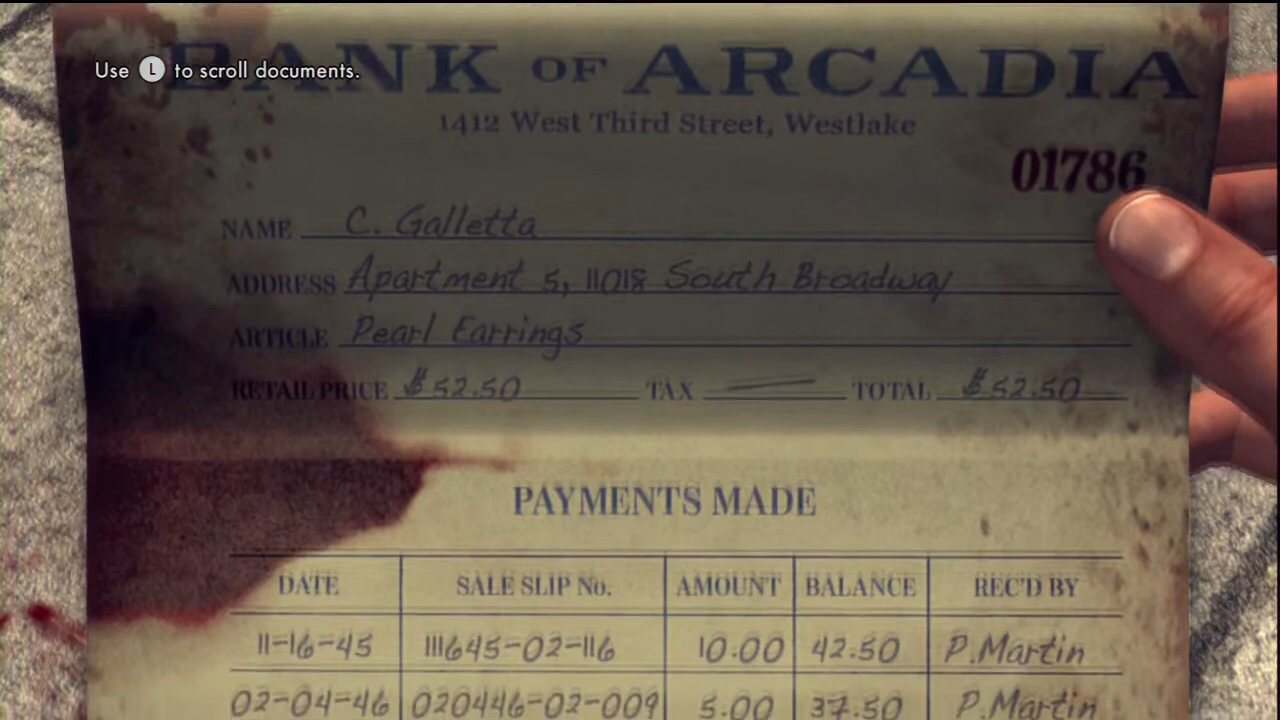 BANK OF ARCADIA
Use L to scroll documents.
1412 West Third Street, Westlake
01786
NAME C. Galletta
ADDRESS Apartment 5, 11018 South Broadway
ARTICLE Pearl Earrings
RETAIL PRICE $52.50 TAX — TOTAL $52.50
PAYMENTS MADE
DATE SALE SLIP No. AMOUNT BALANCE REC'D BY
11-16-45 111645-02-116 10.00 42.50 P.Martin
02-04-46 020446-02-009 5.00 37.50 P.Martin